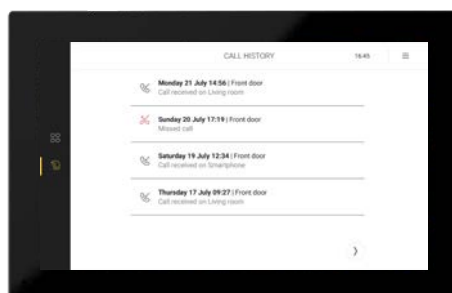 CALL HISTORY 16:45
Monday 21 July 14:56 | Front door
Call received on Living room
Sunday 20 July 17:19 | Front door
Missed call
Saturday 19 July 12:34 | Front door
Call received on Smartphone
Thursday 17 July 09:27 | Front door
Call received on Living room